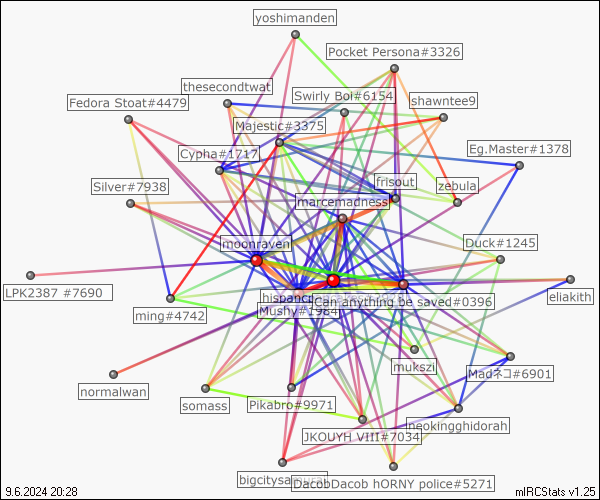 yoshimanden
Pocket Persona#3326
thesecondtwat
Swirly Boi#6154
Fedora Stoat#4479
shawntee9
Majestic#3375
Eg.Master#1378
Cypha#1717
frisout
zebula
Silver#7938
marcemadness
moonraven
Duck#1245
LPK2387 #7690
hispanci
Can anything be saved#0396
eliakith
Mushy#1984
ming#4742
mukszi
Madネコ#6901
normalwan
somass
Pikabro#9971
neokingghidorah
JKOUYH VIII#7034
bigcitysamurai
DacobDacob hORNY police#5271
9.6.2024 20:28
mIRCStats v1.25